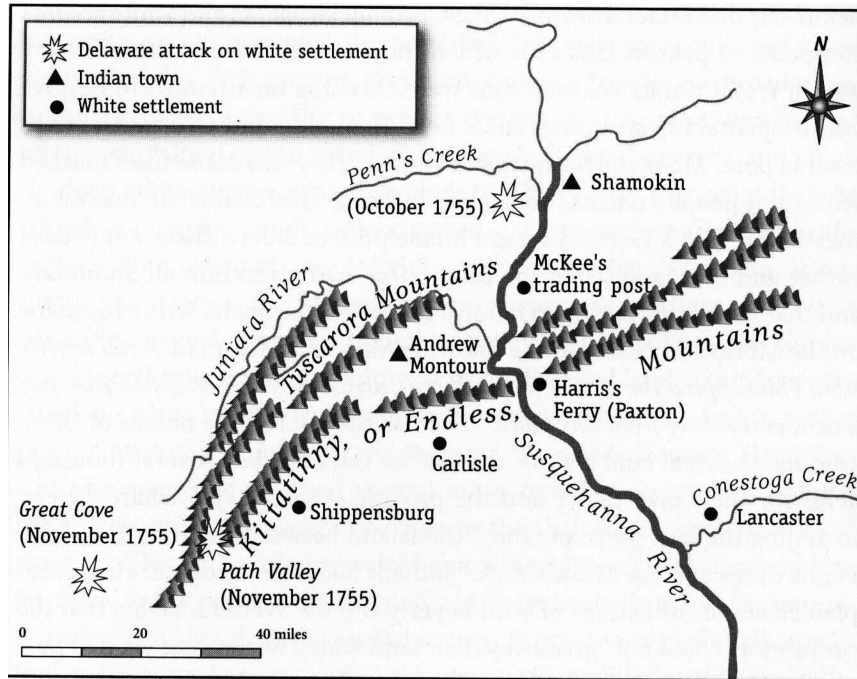 Delaware attack on white settlement
Indian town
White settlement
N
Penn's Creek
(October 1755)
Shamokin
McKee's
trading post
Juniata River
Tuscarora Mountains
Andrew
Montour
Mountains
Harris's
Ferry (Paxton)
Kittatinny, or Endless,
Carlisle
Susquehanna
River
Conestoga Creek
Lancaster
Shippensburg
Great Cove
(November 1755)
Path Valley
(November 1755)
0 20 40 miles